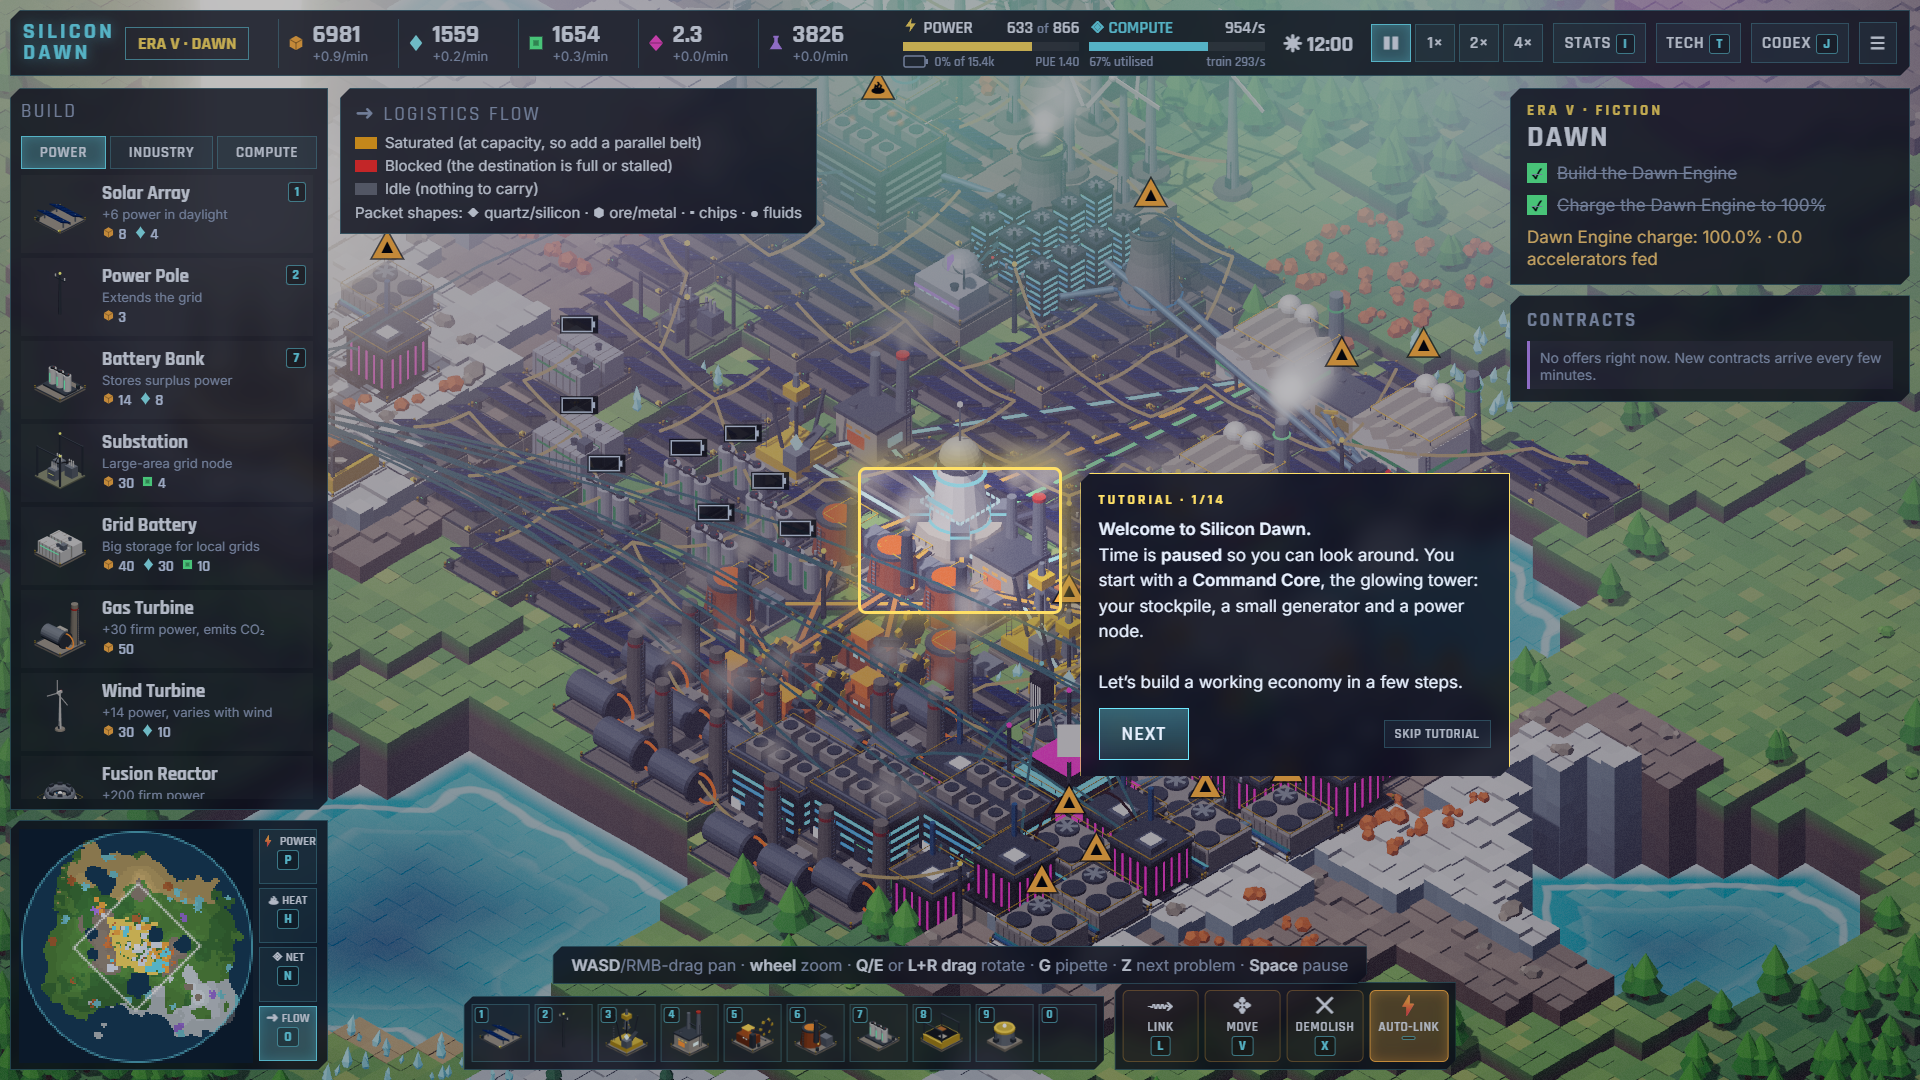 SILICON
DAWN
ERA V · DAWN
6981
+0.9/min
1559
+0.2/min
1654
+0.3/min
2.3
+0.0/min
3826
+0.0/min
POWER 633 of 866
0% of 15.4k PUE 1.40
COMPUTE 954/s
67% utilised train 293/s
12:00
1×
2×
4×
STATS I
TECH T
CODEX J
BUILD
POWER
INDUSTRY
COMPUTE
Solar Array 1
+6 power in daylight
8 4
Power Pole 2
Extends the grid
3
Battery Bank 7
Stores surplus power
14 8
Substation
Large-area grid node
30 4
Grid Battery
Big storage for local grids
40 30 10
Gas Turbine
+30 firm power, emits CO₂
50
Wind Turbine
+14 power, varies with wind
30 10
Fusion Reactor
+200 firm power
→ LOGISTICS FLOW
Saturated (at capacity, so add a parallel belt)
Blocked (the destination is full or stalled)
Idle (nothing to carry)
Packet shapes: ◆ quartz/silicon · ⬢ ore/metal · ▪ chips · ● fluids
ERA V · FICTION
DAWN
✓ Build the Dawn Engine
✓ Charge the Dawn Engine to 100%
Dawn Engine charge: 100.0% · 0.0
accelerators fed
CONTRACTS
No offers right now. New contracts arrive every few
minutes.
TUTORIAL · 1/14
Welcome to Silicon Dawn.
Time is paused so you can look around. You
start with a Command Core, the glowing tower:
your stockpile, a small generator and a power
node.
Let's build a working economy in a few steps.
NEXT
SKIP TUTORIAL
POWER
P
HEAT
H
NET
N
→ FLOW
O
WASD/RMB-drag pan · wheel zoom · Q/E or L+R drag rotate · G pipette · Z next problem · Space pause
1
2
3
4
5
6
7
8
9
0
LINK
L
MOVE
V
DEMOLISH
X
AUTO-LINK